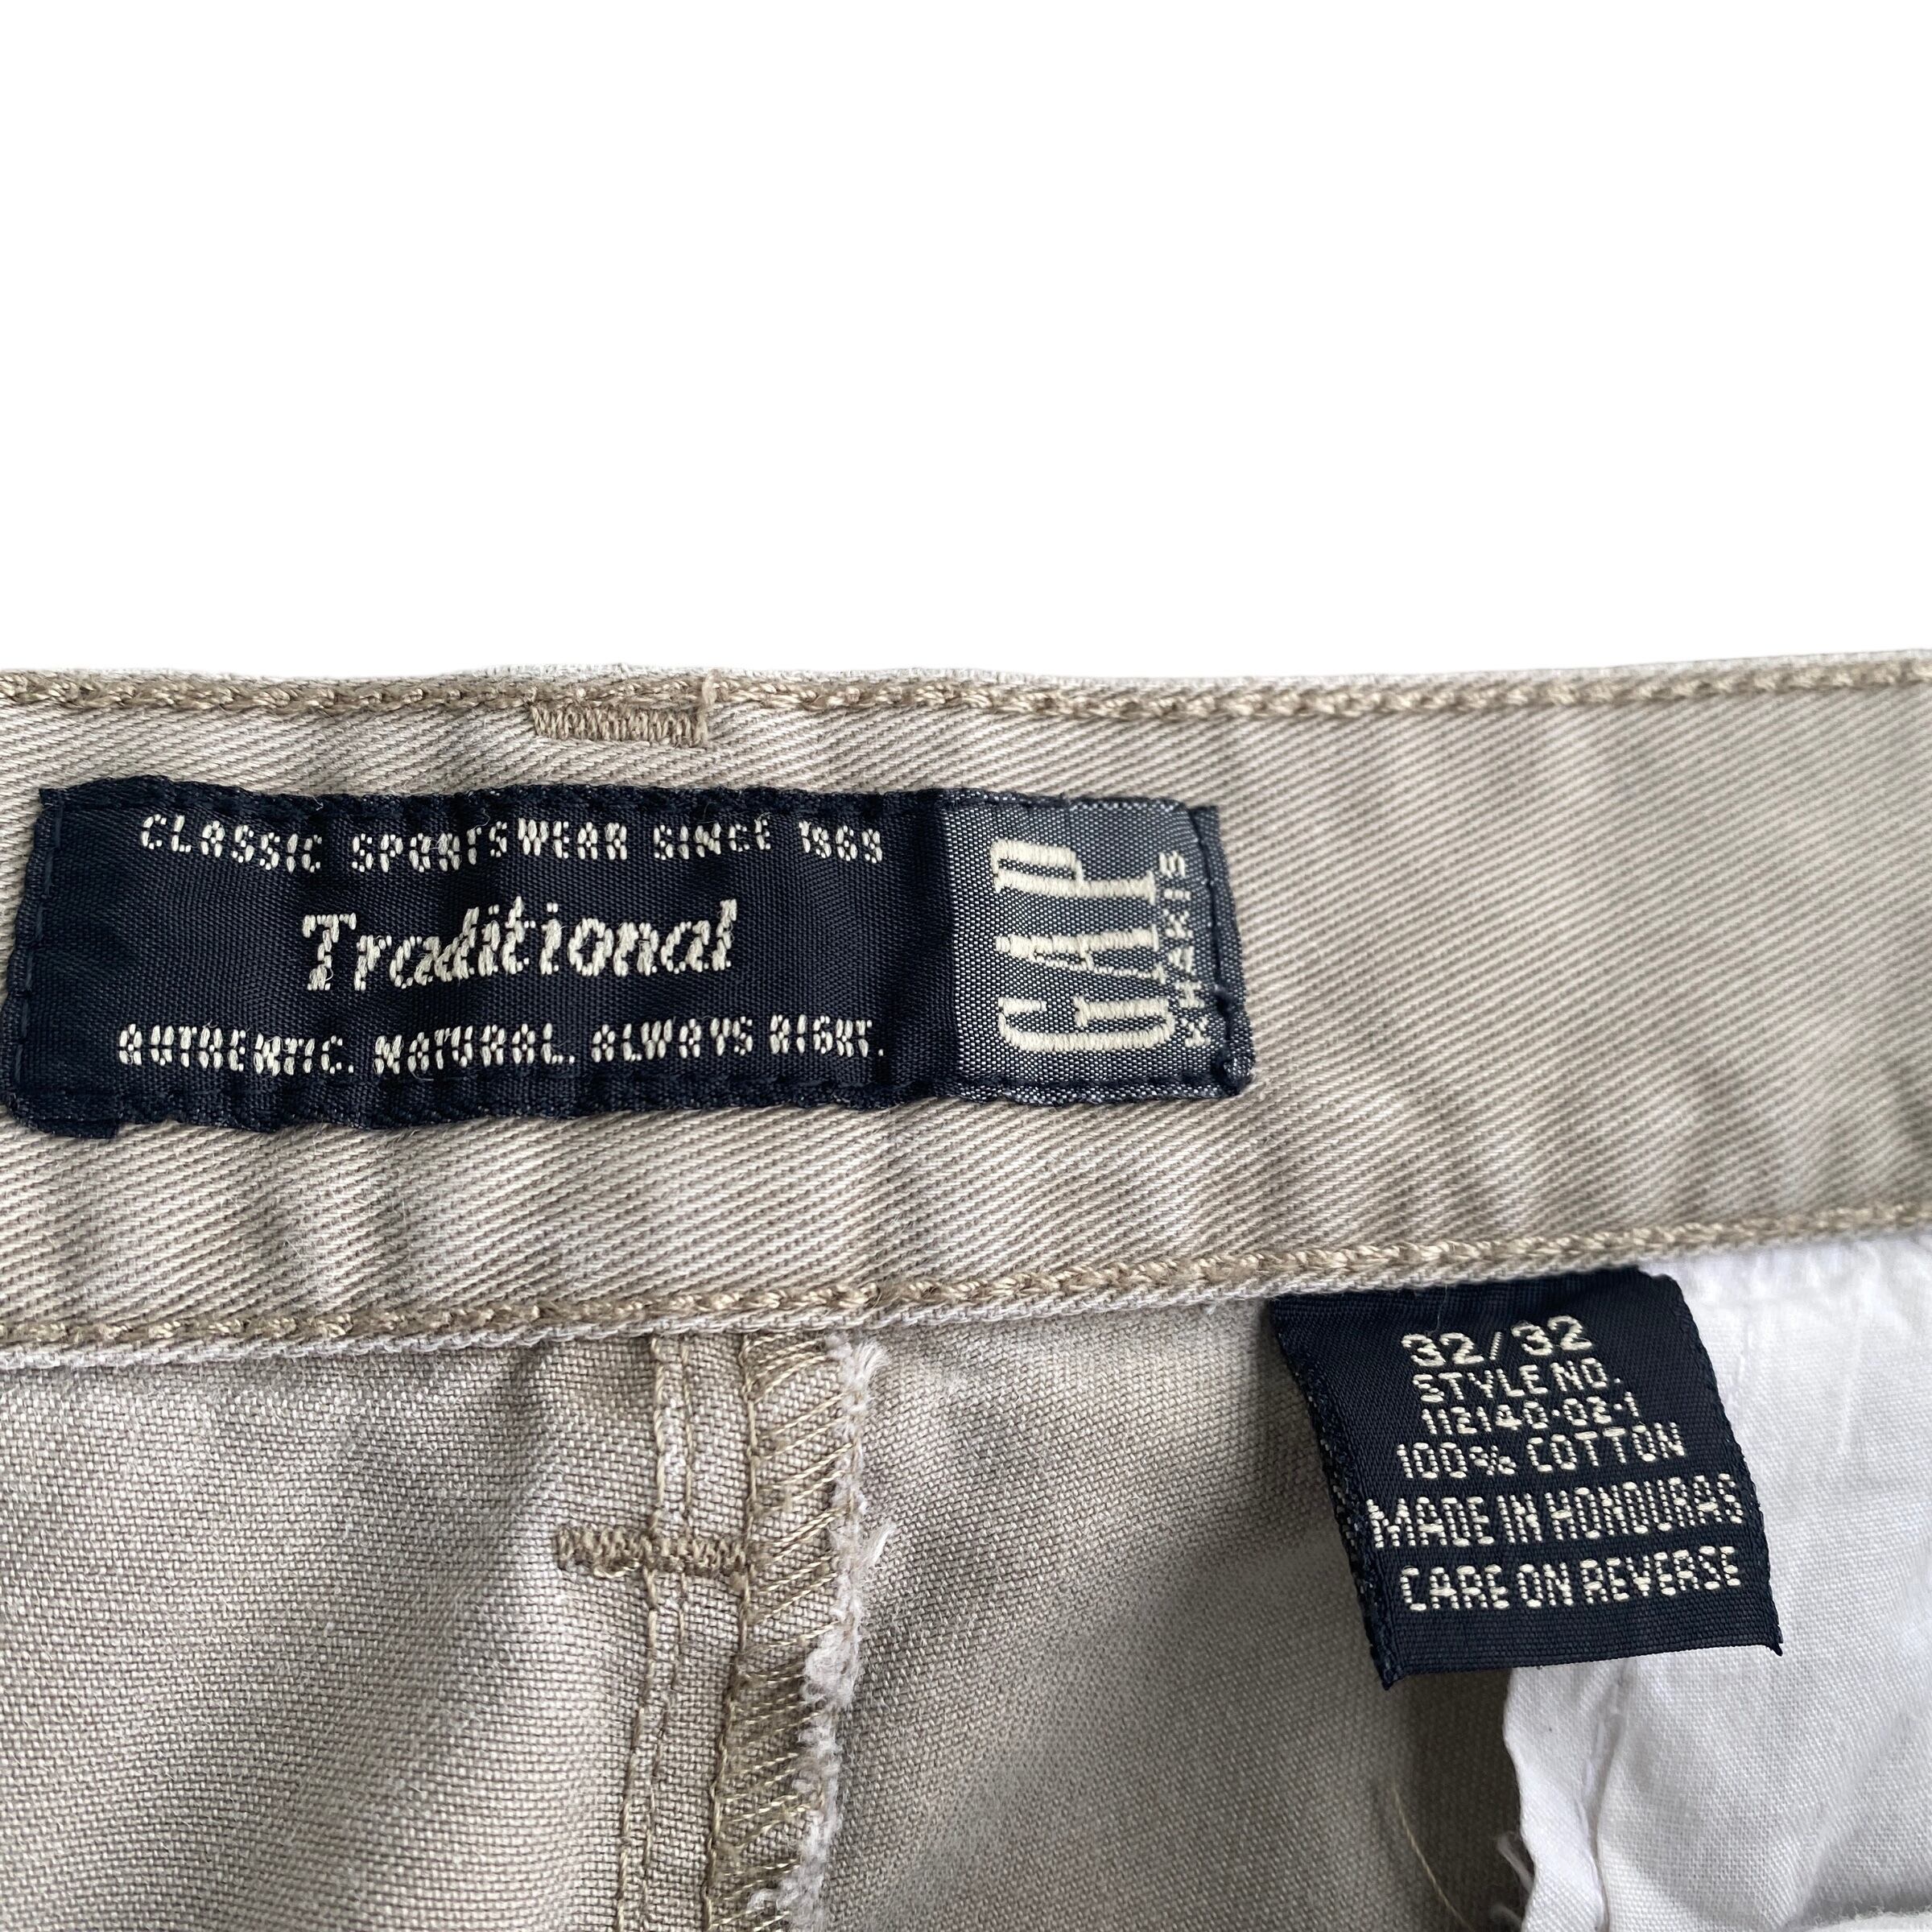 CLASSIC SPORTSWEAR SINCE 1969
Traditional
AUTHENTIC. NATURAL. ALWAYS RIGHT.
GAP
KHAKIS
32/32
STYLE NO.
112140-02-1
100% COTTON
MADE IN HONDURAS
CARE ON REVERSE